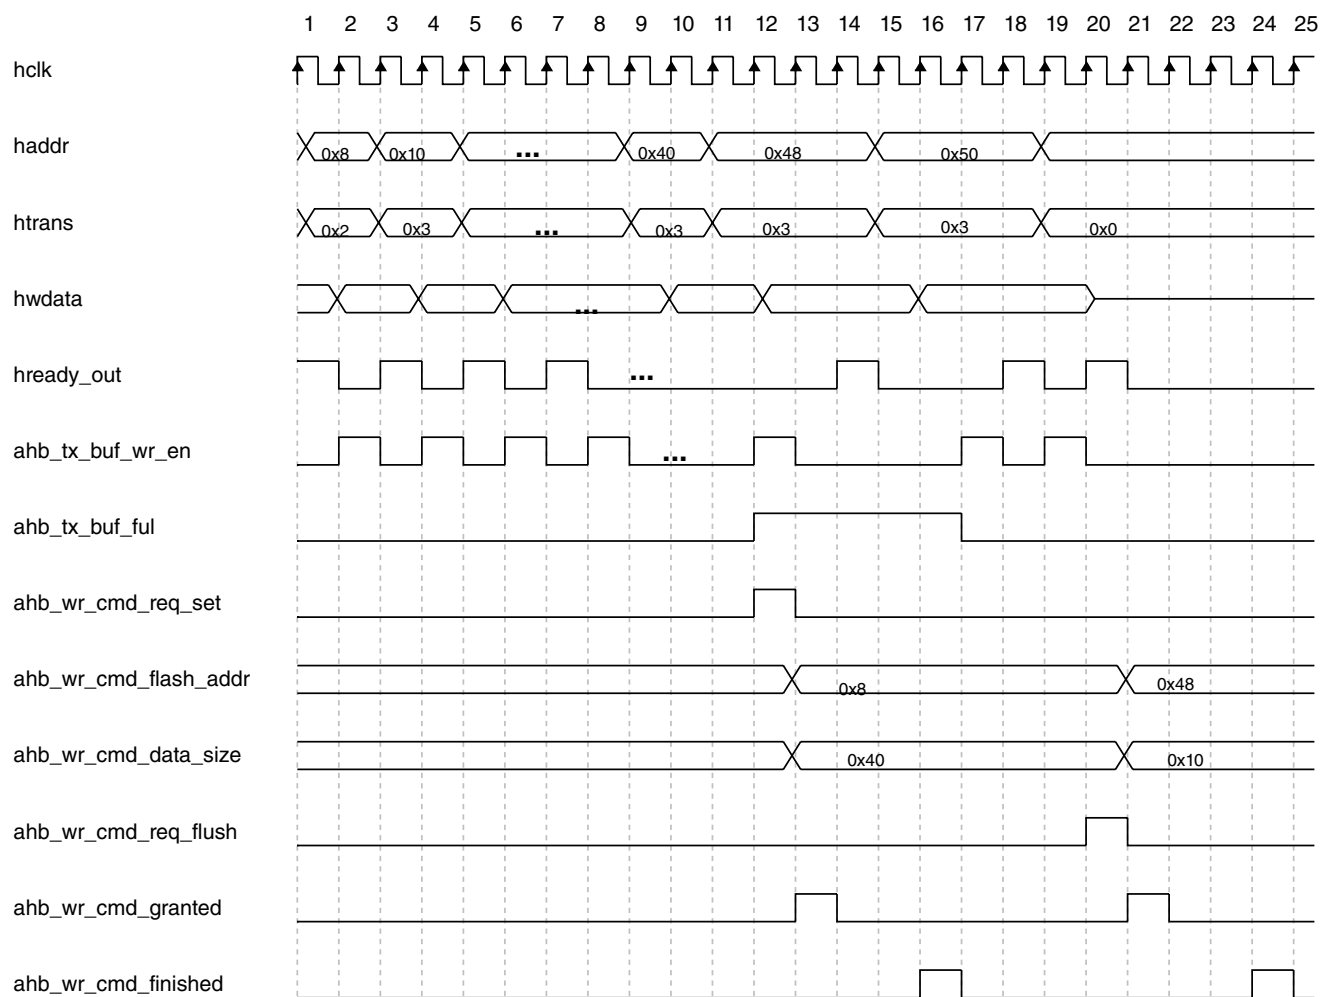 1 2 3 4 5 6 7 8 9 10 11 12 13 14 15 16 17 18 19 20 21 22 23 24 25
hclk
haddr 0x8 0x10 ... 0x40 0x48 0x50
htrans 0x2 0x3 ... 0x3 0x3 0x3 0x0
hwdata ...
hready_out ...
ahb_tx_buf_wr_en ...
ahb_tx_buf_ful
ahb_wr_cmd_req_set
ahb_wr_cmd_flash_addr 0x8 0x48
ahb_wr_cmd_data_size 0x40 0x10
ahb_wr_cmd_req_flush
ahb_wr_cmd_granted
ahb_wr_cmd_finished